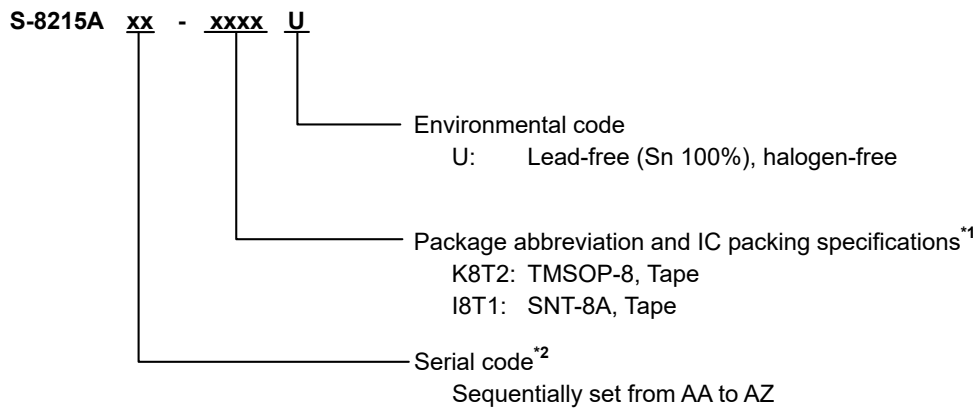 S-8215A xx - xxxx U
Environmental code
U: Lead-free (Sn 100%), halogen-free
Package abbreviation and IC packing specifications*1
K8T2: TMSOP-8, Tape
I8T1: SNT-8A, Tape
Serial code*2
Sequentially set from AA to AZ